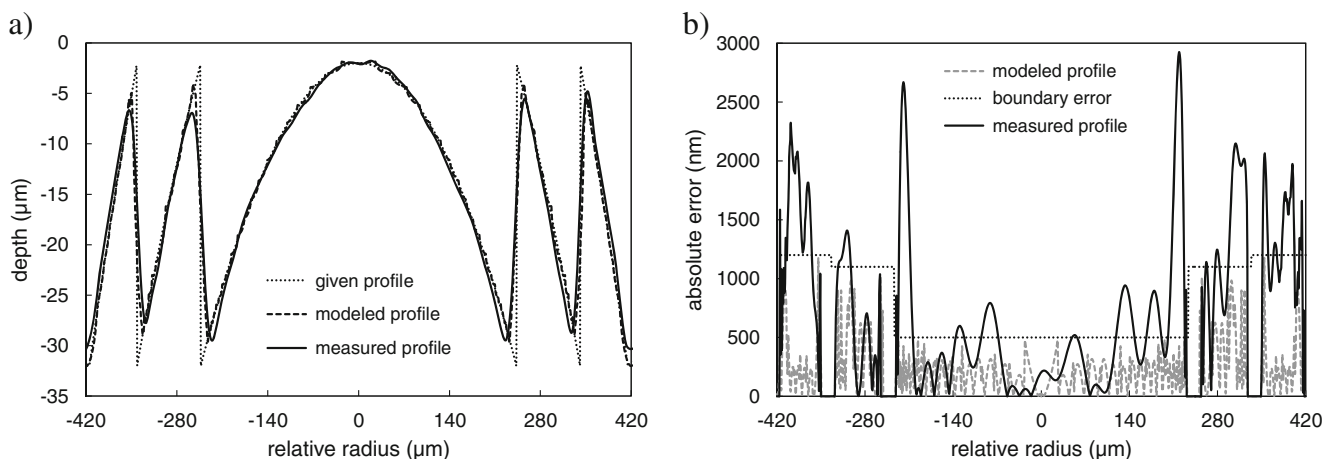 a)
0
-5
-10
-15
-20
-25
-30
-35
depth (µm)
given profile
modeled profile
measured profile
-420
-280
-140
0
140
280
420
relative radius (µm)
b)
3000
2500
2000
1500
1000
500
0
absolute error (nm)
modeled profile
boundary error
measured profile
-420
-280
-140
0
140
280
420
relative radius (µm)